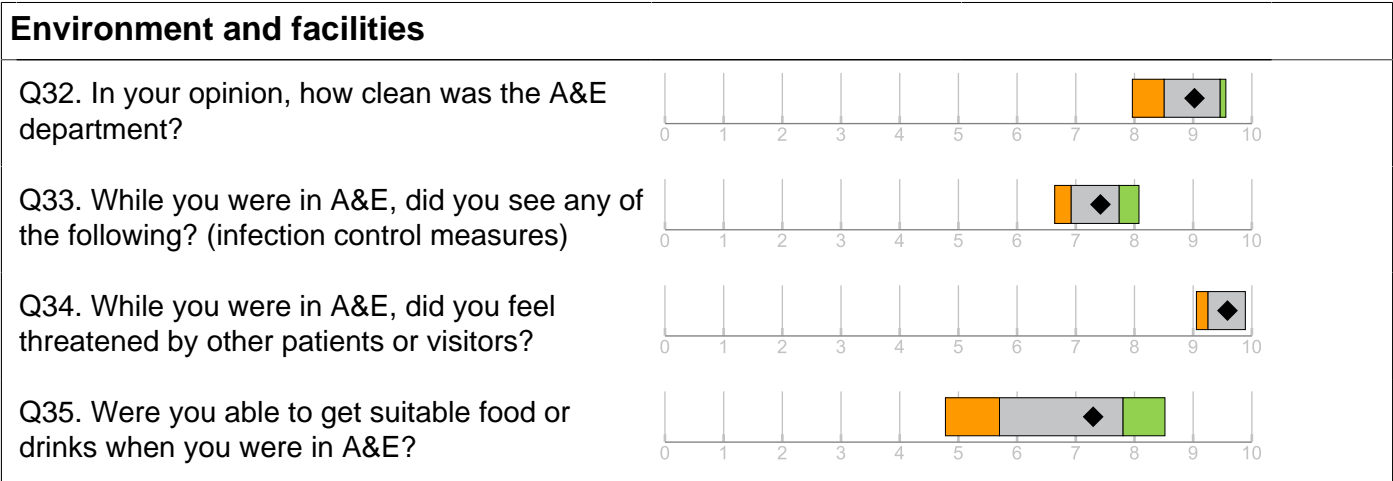 Environment and facilities
Q32. In your opinion, how clean was the A&E
department?
0 1 2 3 4 5 6 7 8 9 10
Q33. While you were in A&E, did you see any of
the following? (infection control measures)
0 1 2 3 4 5 6 7 8 9 10
Q34. While you were in A&E, did you feel
threatened by other patients or visitors?
0 1 2 3 4 5 6 7 8 9 10
Q35. Were you able to get suitable food or
drinks when you were in A&E?
0 1 2 3 4 5 6 7 8 9 10